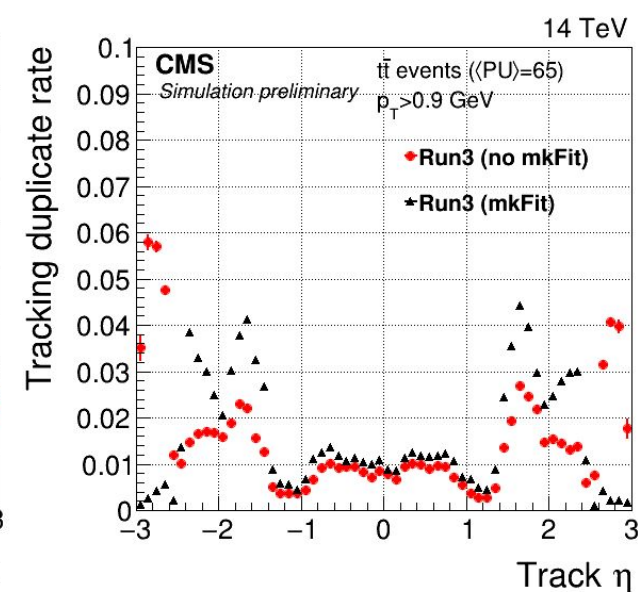 14 TeV
CMS
Simulation preliminary
tt̄ events (⟨PU⟩=65)
p_T>0.9 GeV
Run3 (no mkFit)
Run3 (mkFit)
Tracking duplicate rate
0.1
0.09
0.08
0.07
0.06
0.05
0.04
0.03
0.02
0.01
0
−3 −2 −1 0 1 2 3
Track η